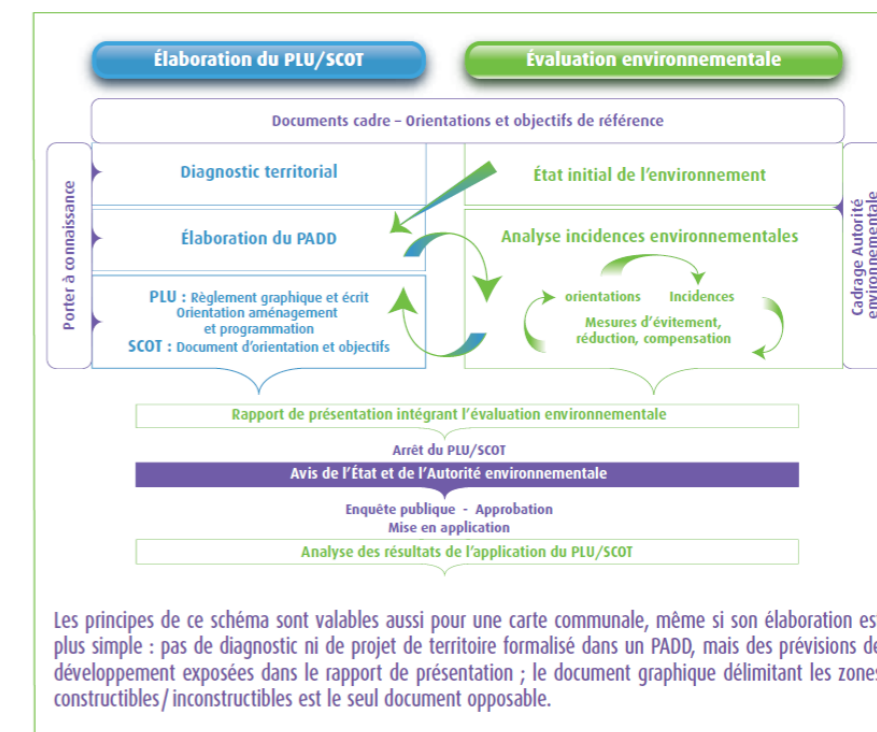 Élaboration du PLU/SCOT
Évaluation environnementale
Documents cadre – Orientations et objectifs de référence
Porter à connaissance
Diagnostic territorial
État initial de l'environnement
Cadrage Autorité
environnementale
Élaboration du PADD
Analyse incidences environnementales
PLU : Règlement graphique et écrit
Orientation aménagement
et programmation
SCOT : Document d'orientation et objectifs
orientations
Incidences
Mesures d'évitement,
réduction, compensation
Rapport de présentation intégrant l'évaluation environnementale
Arrêt du PLU/SCOT
Avis de l'État et de l'Autorité environnementale
Enquête publique - Approbation
Mise en application
Analyse des résultats de l'application du PLU/SCOT
Les principes de ce schéma sont valables aussi pour une carte communale, même si son élaboration est
plus simple : pas de diagnostic ni de projet de territoire formalisé dans un PADD, mais des prévisions de
développement exposées dans le rapport de présentation ; le document graphique délimitant les zones
constructibles/inconstructibles est le seul document opposable.